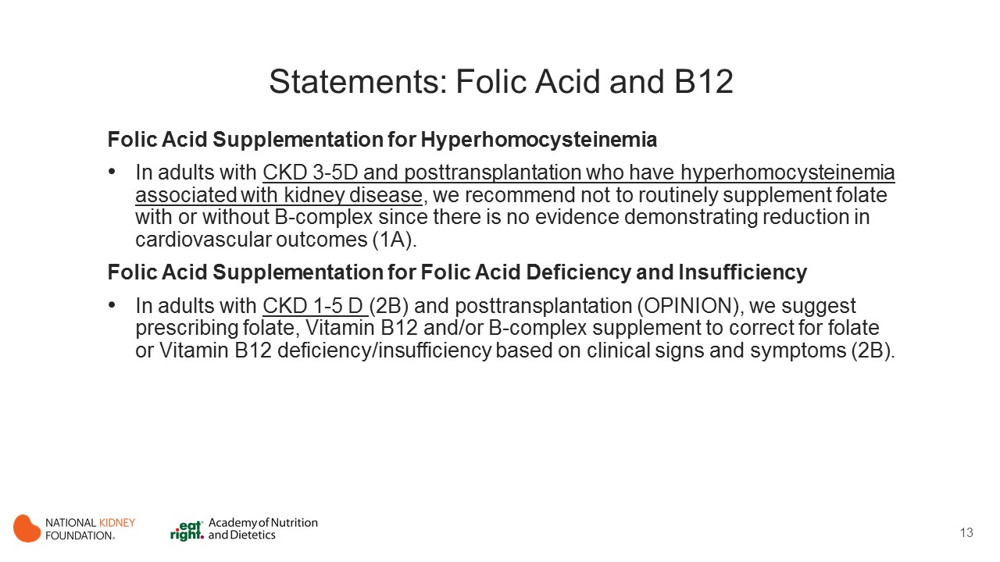 Statements: Folic Acid and B12
Folic Acid Supplementation for Hyperhomocysteinemia
• In adults with CKD 3-5D and posttransplantation who have hyperhomocysteinemia
associated with kidney disease, we recommend not to routinely supplement folate
with or without B-complex since there is no evidence demonstrating reduction in
cardiovascular outcomes (1A).
Folic Acid Supplementation for Folic Acid Deficiency and Insufficiency
• In adults with CKD 1-5 D (2B) and posttransplantation (OPINION), we suggest
prescribing folate, Vitamin B12 and/or B-complex supplement to correct for folate
or Vitamin B12 deficiency/insufficiency based on clinical signs and symptoms (2B).
NATIONAL KIDNEY
FOUNDATION®
eat
right.
Academy of Nutrition
and Dietetics
13